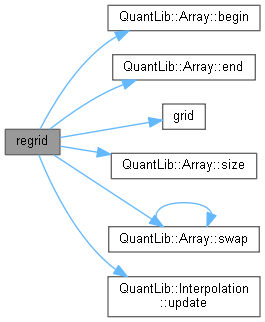 QuantLib::Array::begin
QuantLib::Array::end
grid
regrid
QuantLib::Array::size
QuantLib::Array::swap
QuantLib::Interpolation
::update